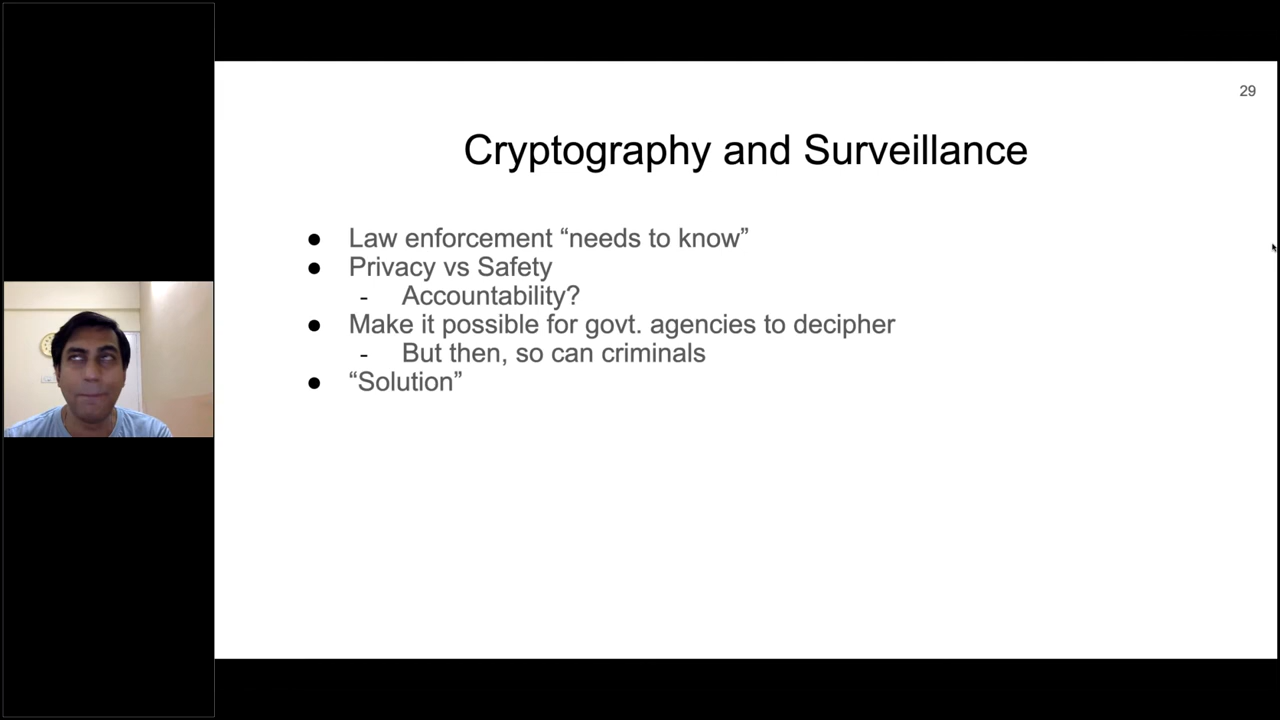 29
Cryptography and Surveillance
● Law enforcement “needs to know”
● Privacy vs Safety
- Accountability?
● Make it possible for govt. agencies to decipher
- But then, so can criminals
● “Solution”